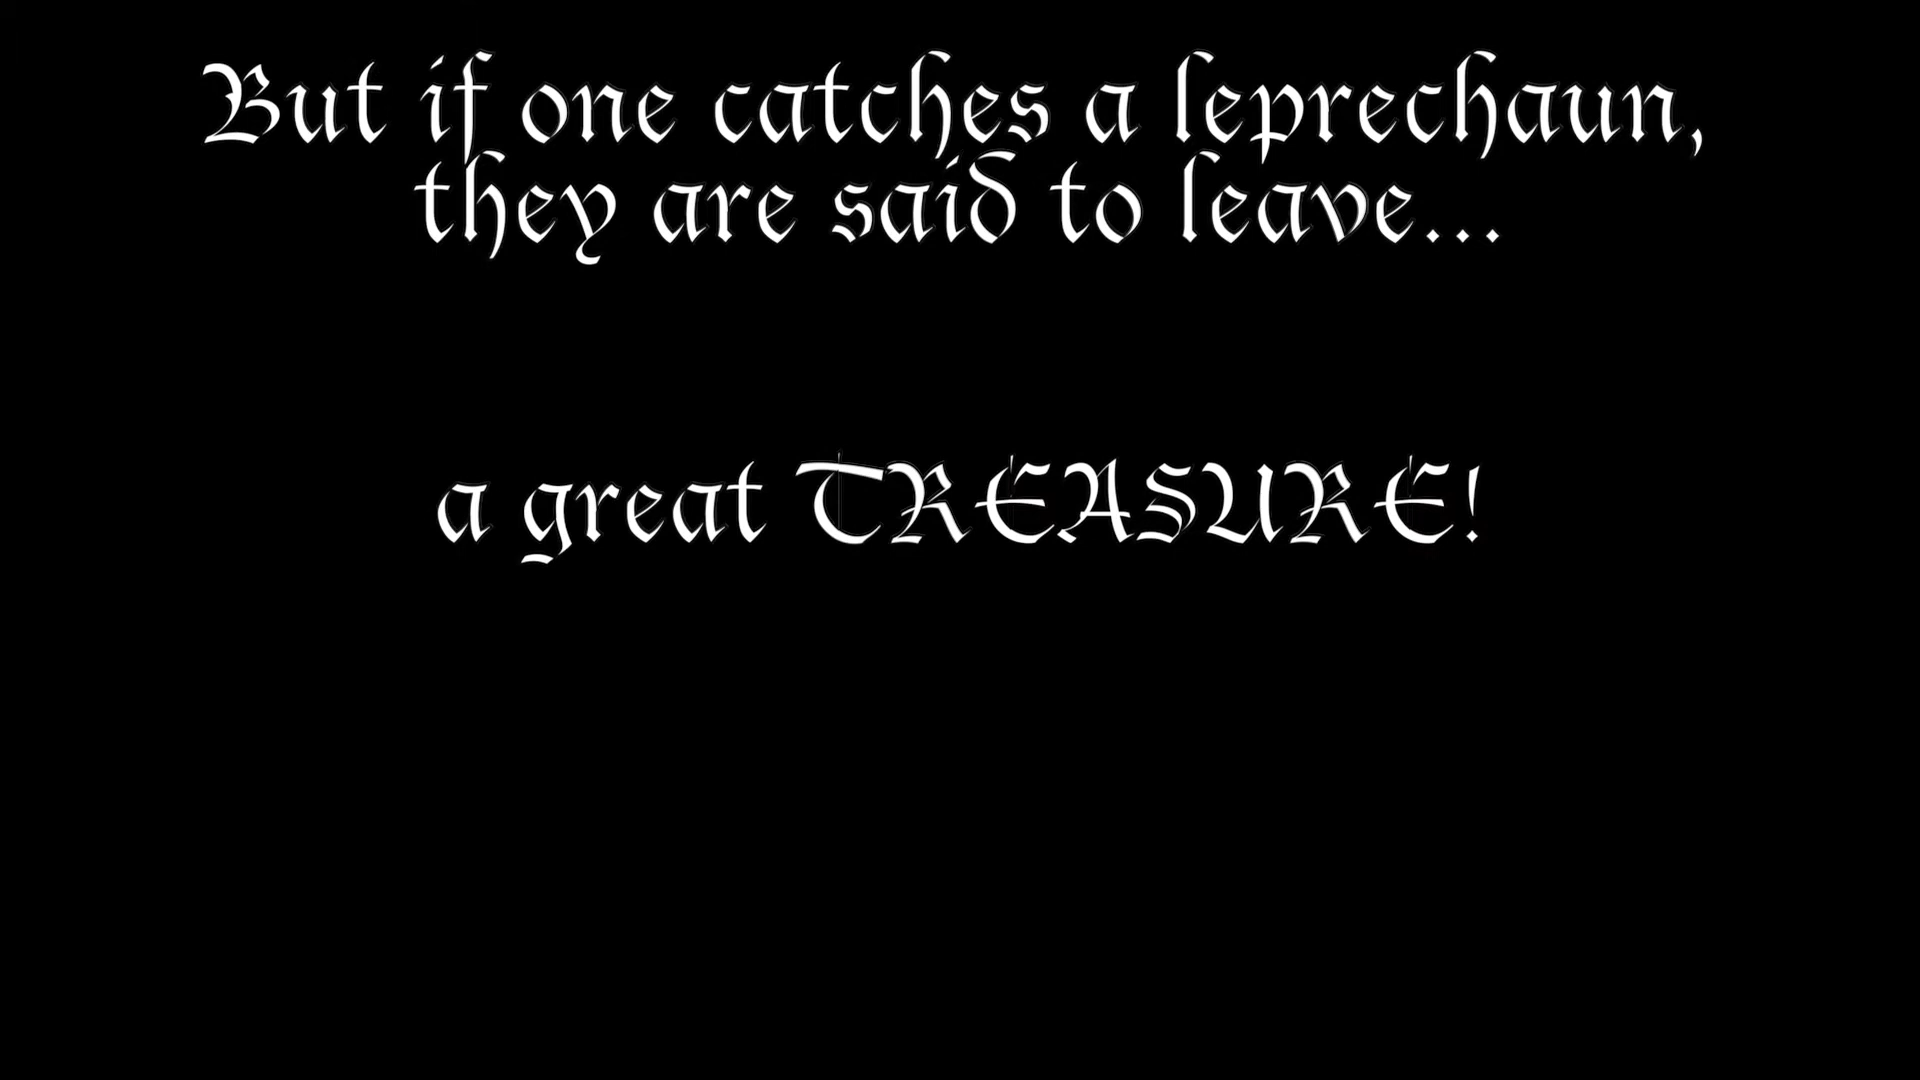 But if one catches a leprechaun,
they are said to leave...
a great TREASURE!